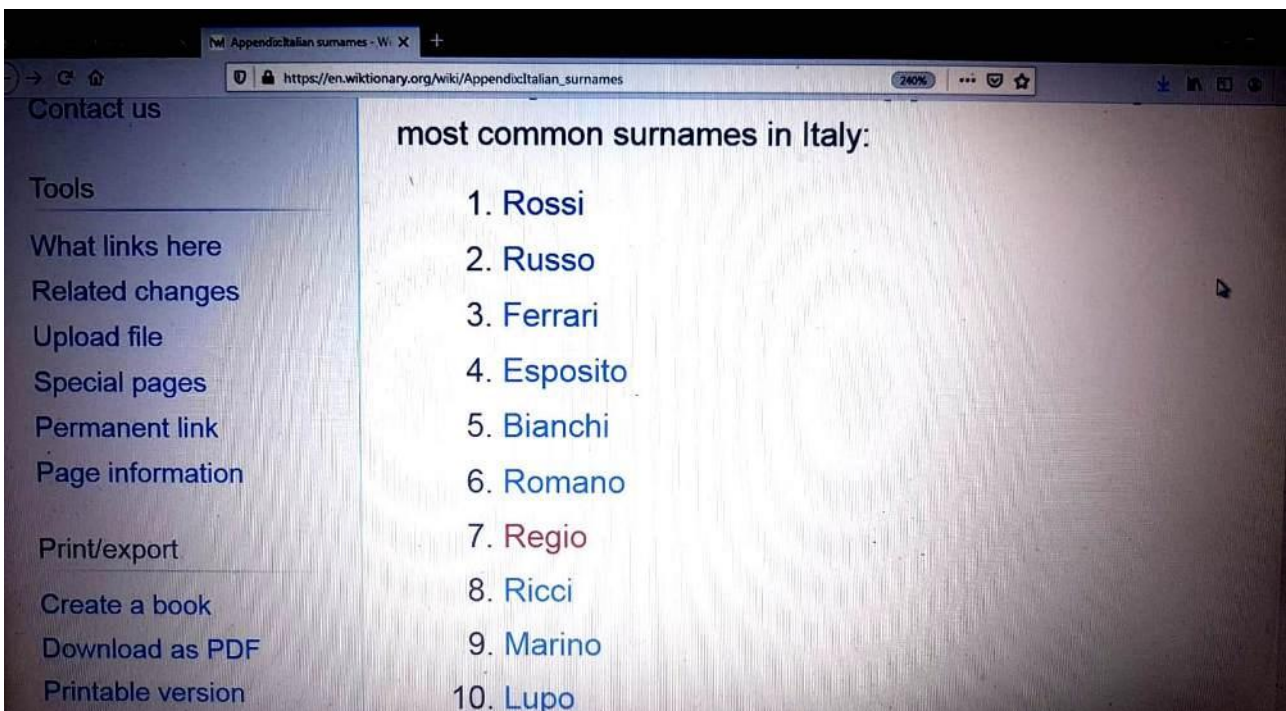 Appendix:Italian surnames - Wi
https://en.wiktionary.org/wiki/Appendix:Italian_surnames
240%
Contact us
Tools
What links here
Related changes
Upload file
Special pages
Permanent link
Page information
Print/export
Create a book
Download as PDF
Printable version
most common surnames in Italy:
1. Rossi
2. Russo
3. Ferrari
4. Esposito
5. Bianchi
6. Romano
7. Regio
8. Ricci
9. Marino
10. Lupo